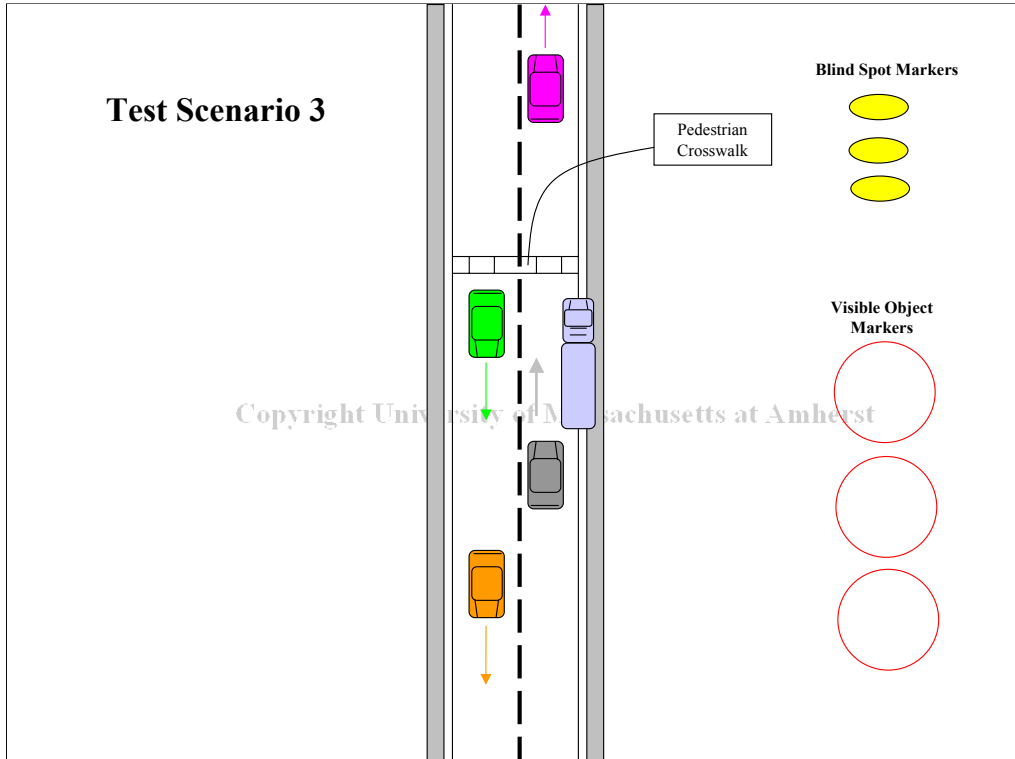 Test Scenario 3
Pedestrian
Crosswalk
Blind Spot Markers
Visible Object
Markers
Copyright University of Massachusetts at Amherst